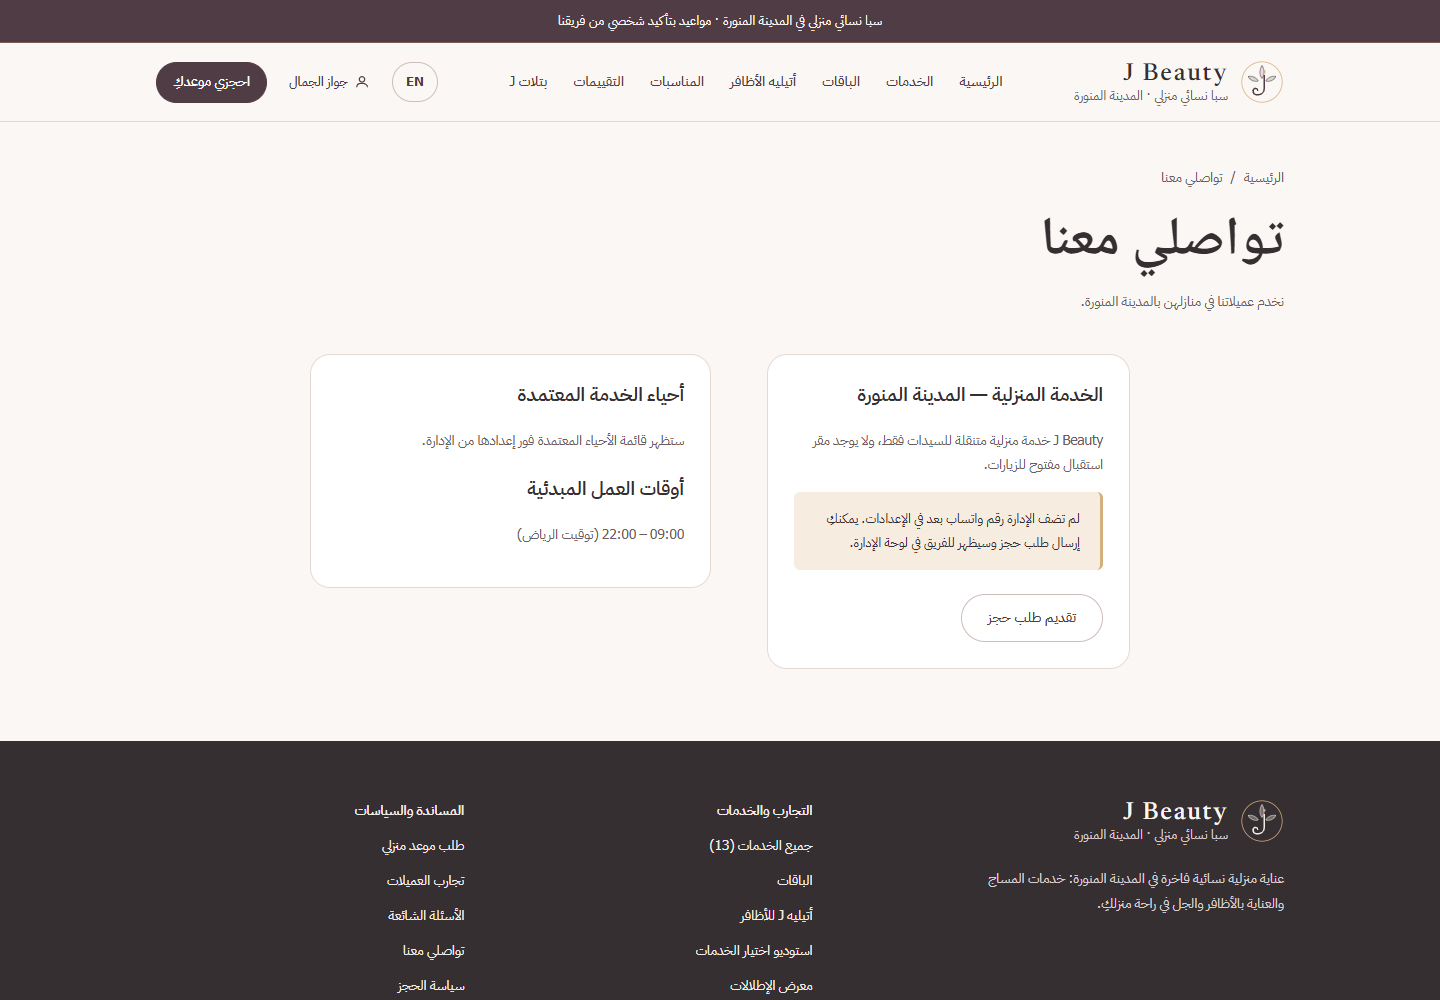 سبا نسائي منزلي في المدينة المنورة · مواعيد بتأكيد شخصي من فريقنا
J Beauty
سبا نسائي منزلي · المدينة المنورة
الرئيسية
الخدمات
الباقات
أتيليه الأظافر
المناسبات
التقييمات
بتلات J
EN
جواز الجمال
احجزي موعدكِ
الرئيسية / تواصلي معنا
تواصلي معنا
نخدم عميلاتنا في منازلهن بالمدينة المنورة.
الخدمة المنزلية — المدينة المنورة
J Beauty خدمة منزلية متنقلة للسيدات فقط، ولا يوجد مقر
استقبال مفتوح للزيارات.
لم تضف الإدارة رقم واتساب بعد في الإعدادات. يمكنكِ
إرسال طلب حجز وسيظهر للفريق في لوحة الإدارة.
تقديم طلب حجز
أحياء الخدمة المعتمدة
ستظهر قائمة الأحياء المعتمدة فور إعدادها من الإدارة.
أوقات العمل المبدئية
09:00 – 22:00 (توقيت الرياض)
J Beauty
سبا نسائي منزلي · المدينة المنورة
عناية منزلية نسائية فاخرة في المدينة المنورة: خدمات المساج
والعناية بالأظافر والجل في راحة منزلكِ.
التجارب والخدمات
جميع الخدمات (13)
الباقات
أتيليه J للأظافر
استوديو اختيار الخدمات
معرض الإطلالات
المساندة والسياسات
طلب موعد منزلي
تجارب العميلات
الأسئلة الشائعة
تواصلي معنا
سياسة الحجز